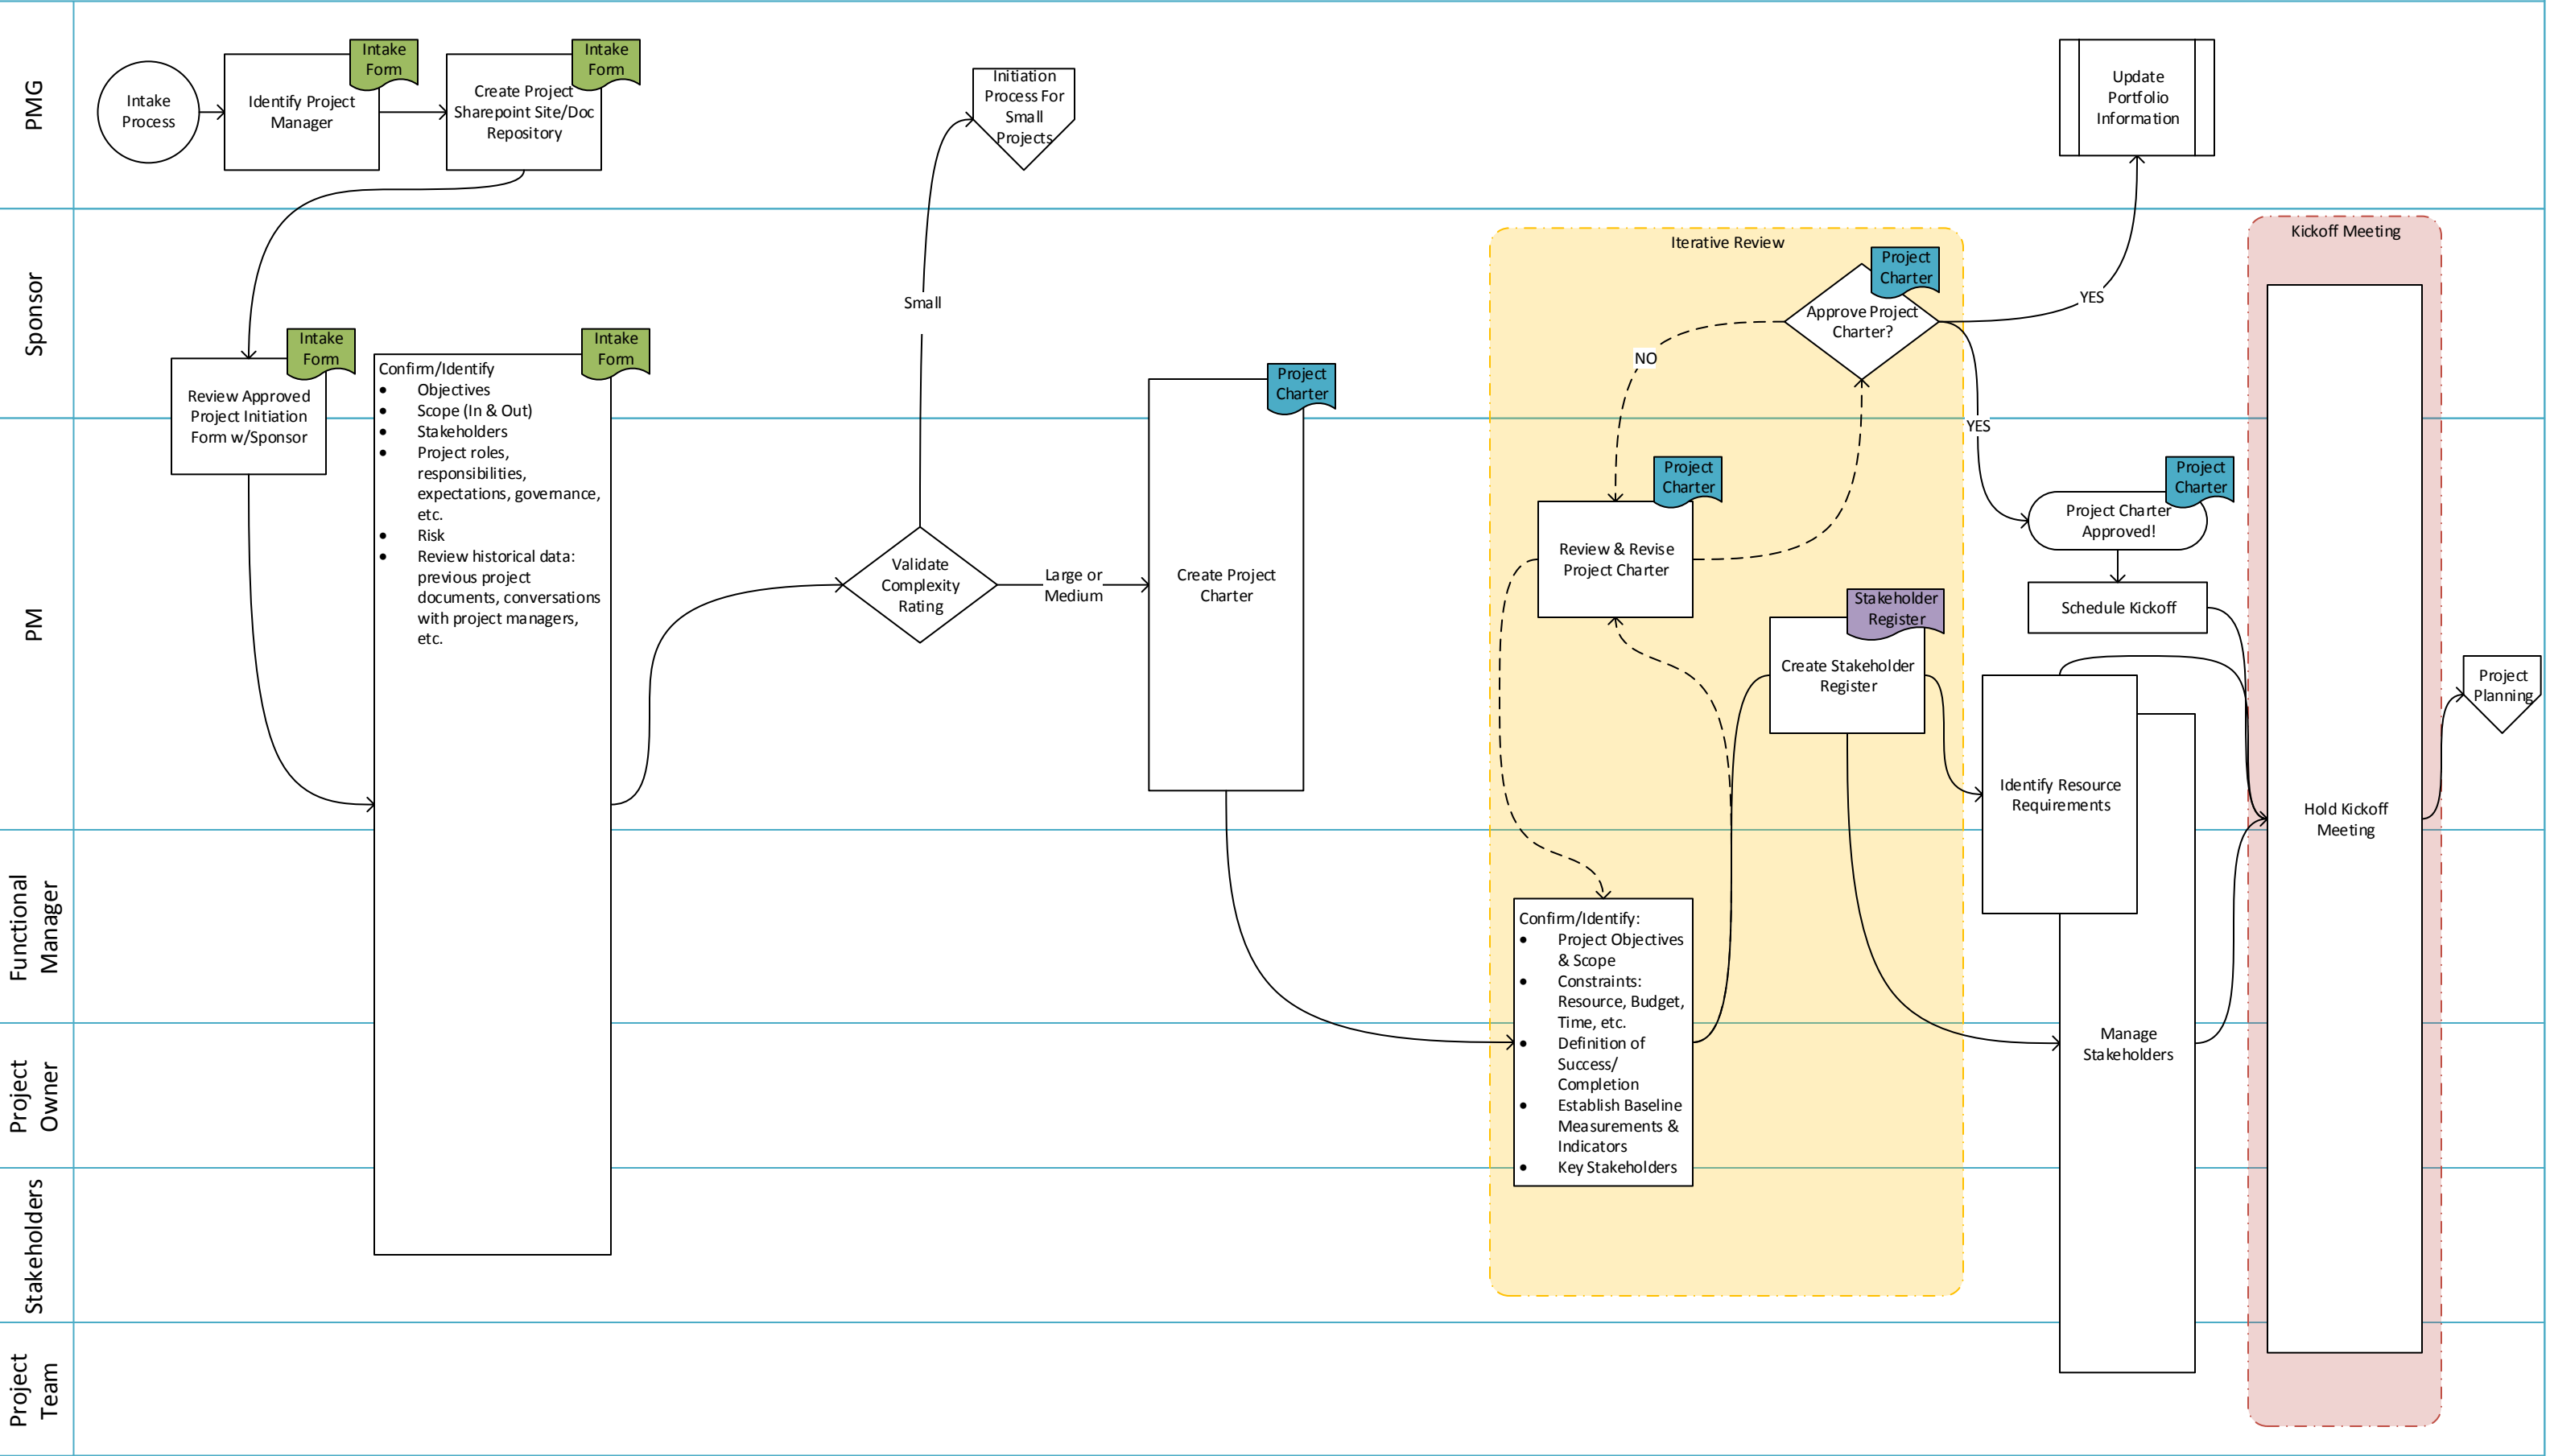 PMG
Intake
Process
Identify Project
Manager
Intake
Form
Create Project
Sharepoint Site/Doc
Repository
Intake
Form
Initiation
Process For
Small
Projects
Update
Portfolio
Information
Sponsor
Review Approved
Project Initiation
Form w/Sponsor
Intake
Form
Confirm/Identify
• Objectives
• Scope (In & Out)
• Stakeholders
• Project roles,
responsibilities,
expectations, governance,
etc.
• Risk
• Review historical data:
previous project
documents, conversations
with project managers,
etc.
Intake
Form
Small
Iterative Review
Approve Project
Charter?
Project
Charter
NO
YES
YES
Kickoff Meeting
PM
Validate
Complexity
Rating
Large or
Medium
Create Project
Charter
Project
Charter
Review & Revise
Project Charter
Project
Charter
Create Stakeholder
Register
Stakeholder
Register
Project Charter
Approved!
Project
Charter
Schedule Kickoff
Identify Resource
Requirements
Hold Kickoff
Meeting
Project
Planning
Functional
Manager
Confirm/Identify:
• Project Objectives
& Scope
• Constraints:
Resource, Budget,
Time, etc.
• Definition of
Success/
Completion
• Establish Baseline
Measurements &
Indicators
• Key Stakeholders
Project
Owner
Manage
Stakeholders
Stakeholders
Project
Team